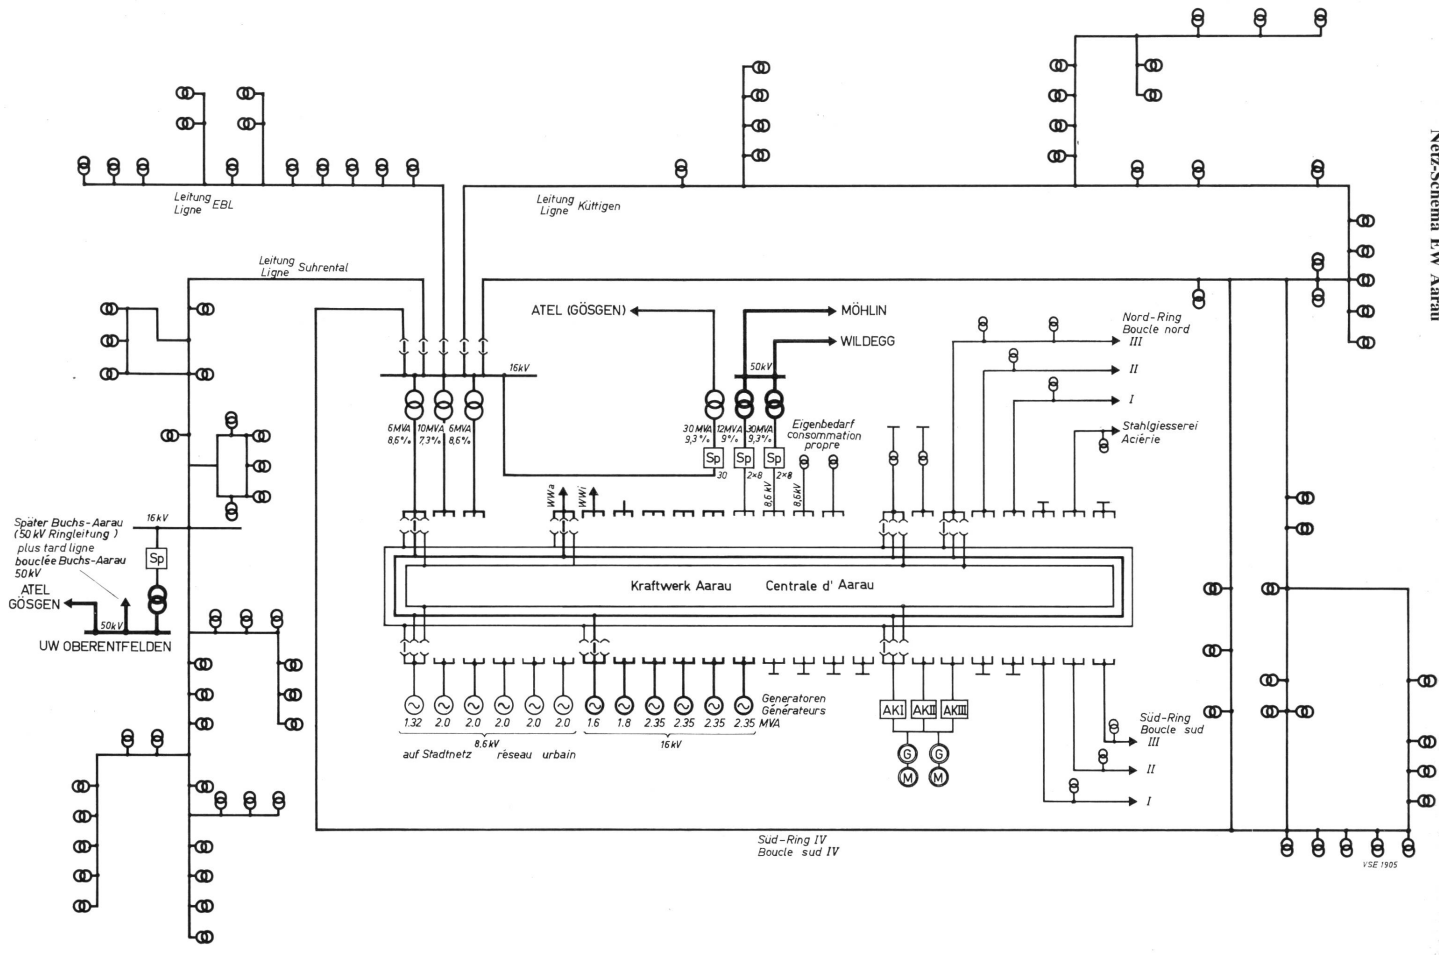 Netz-Schema EW Aarau
Leitung
Ligne EBL
Leitung
Ligne Küttigen
Leitung
Ligne Suhrental
ATEL (GÖSGEN)
MÖHLIN
WILDEGG
Nord-Ring
Boucle nord
III
II
I
Stahlgiesserei
Aciérie
16kV
50kV
6MVA 10MVA 6MVA
8,6% 7,3% 8,6%
30MVA 12MVA 30MVA
9,3% 9% 9,3%
Eigenbedarf
consommation
propre
Sp Sp Sp
30 2×8 2×8
8,6 kV
8,6kV
WWa
WWi
16kV
Später Buchs-Aarau
(50 kV Ringleitung)
plus tard ligne
bouclée Buchs-Aarau
50kV
Sp
ATEL
GÖSGEN
50kV
UW OBERENTFELDEN
Kraftwerk Aarau Centrale d' Aarau
1.32 2.0 2.0 2.0 2.0 2.0 1.6 1.8 2.35 2.35 2.35 2.35
Generatoren
Générateurs
MVA
8,6kV
16kV
auf Stadtnetz réseau urbain
AKI AKII AKIII
G G
M M
Süd-Ring
Boucle sud
III
II
I
Süd-Ring IV
Boucle sud IV
VSE 1905